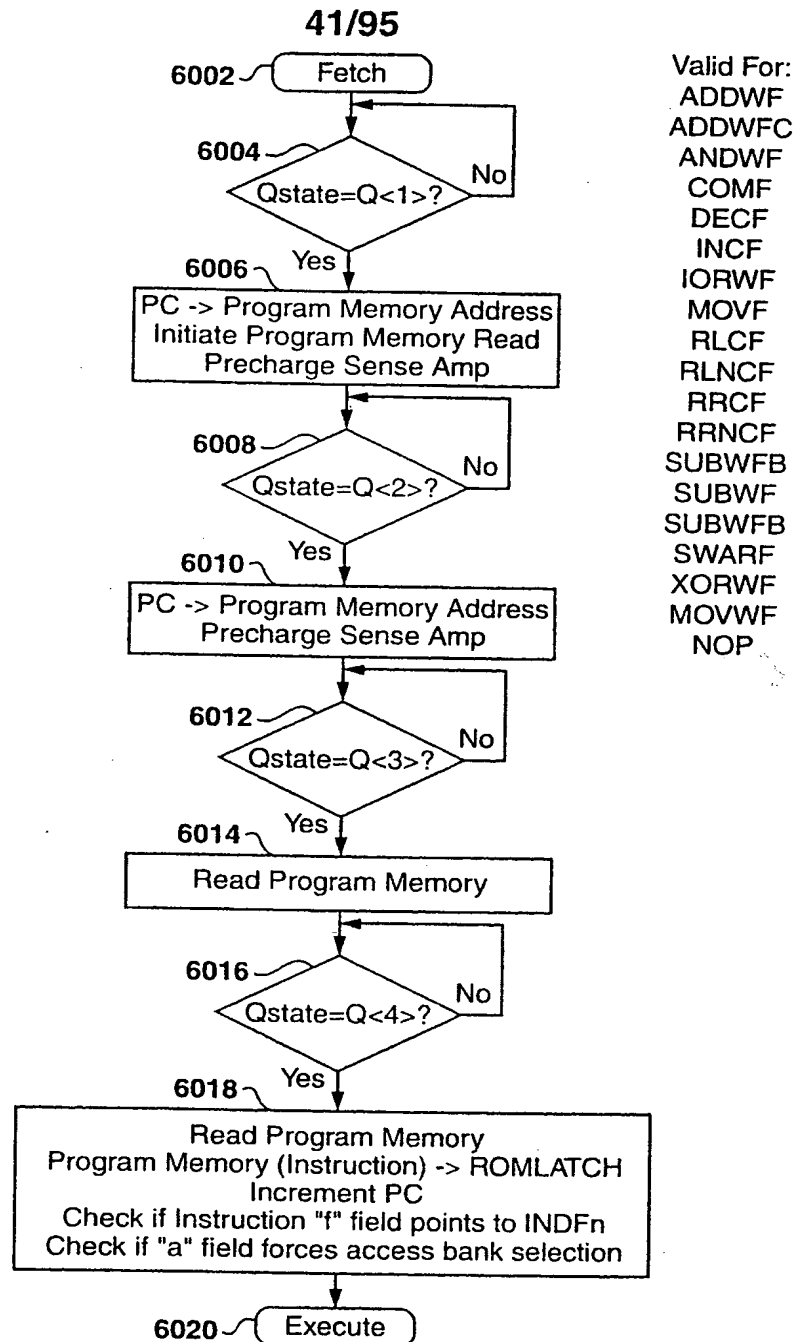 41/95
6002
Fetch
6004
Qstate=Q<1>?
No
Yes
6006
PC -> Program Memory Address
Initiate Program Memory Read
Precharge Sense Amp
6008
Qstate=Q<2>?
No
Yes
6010
PC -> Program Memory Address
Precharge Sense Amp
6012
Qstate=Q<3>?
No
Yes
6014
Read Program Memory
6016
Qstate=Q<4>?
No
Yes
6018
Read Program Memory
Program Memory (Instruction) -> ROMLATCH
Increment PC
Check if Instruction "f" field points to INDFn
Check if "a" field forces access bank selection
6020
Execute
Valid For:
ADDWF
ADDWFC
ANDWF
COMF
DECF
INCF
IORWF
MOVF
RLCF
RLNCF
RRCF
RRNCF
SUBWFB
SUBWF
SUBWFB
SWARF
XORWF
MOVWF
NOP